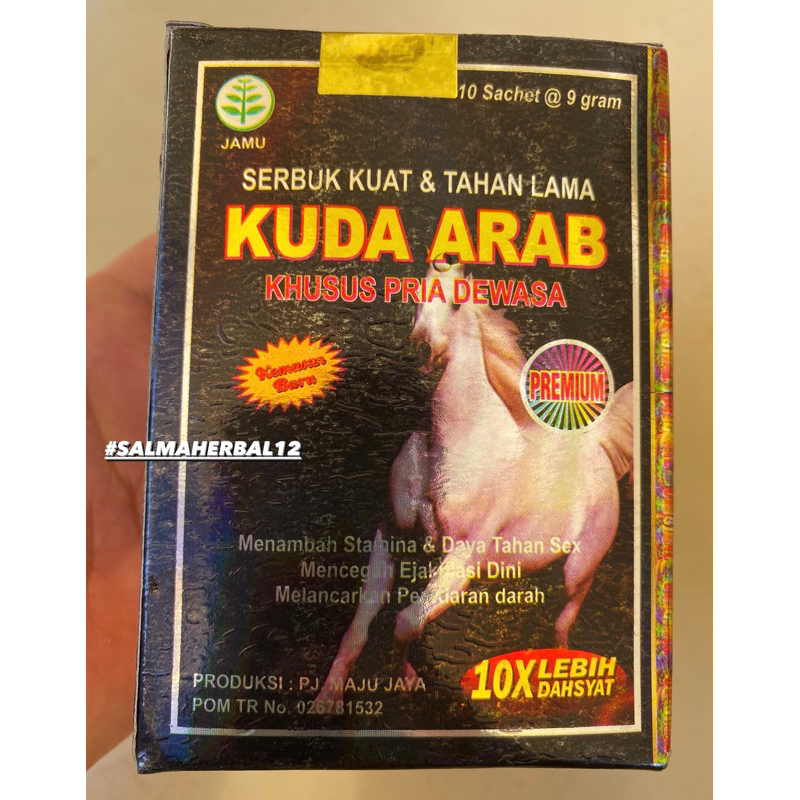 10 Sachet @ 9 gram
JAMU
SERBUK KUAT & TAHAN LAMA
KUDA ARAB
KHUSUS PRIA DEWASA
Kemasan
Baru
PREMIUM
#SALMAHERBAL12
Menambah Stamina & Daya Tahan Sex
Mencegah Ejakulasi Dini
Melancarkan Peredaran darah
10X LEBIH
DAHSYAT
PRODUKSI : PJ. MAJU JAYA
POM TR No. 026781532